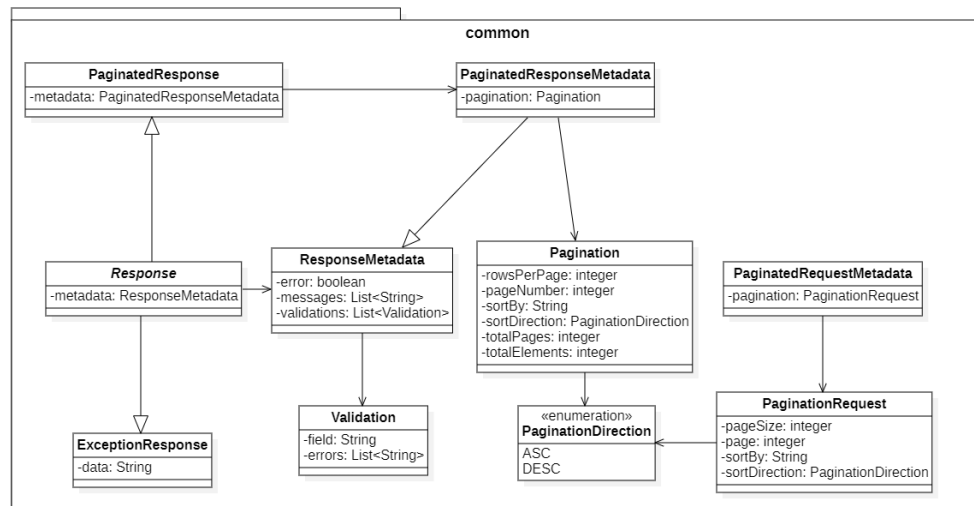 common
PaginatedResponse
-metadata: PaginatedResponseMetadata
PaginatedResponseMetadata
-pagination: Pagination
Response
-metadata: ResponseMetadata
ResponseMetadata
-error: boolean
-messages: List<String>
-validations: List<Validation>
Pagination
-rowsPerPage: integer
-pageNumber: integer
-sortBy: String
-sortDirection: PaginationDirection
-totalPages: integer
-totalElements: integer
PaginatedRequestMetadata
-pagination: PaginationRequest
ExceptionResponse
-data: String
Validation
-field: String
-errors: List<String>
«enumeration»
PaginationDirection
ASC
DESC
PaginationRequest
-pageSize: integer
-page: integer
-sortBy: String
-sortDirection: PaginationDirection